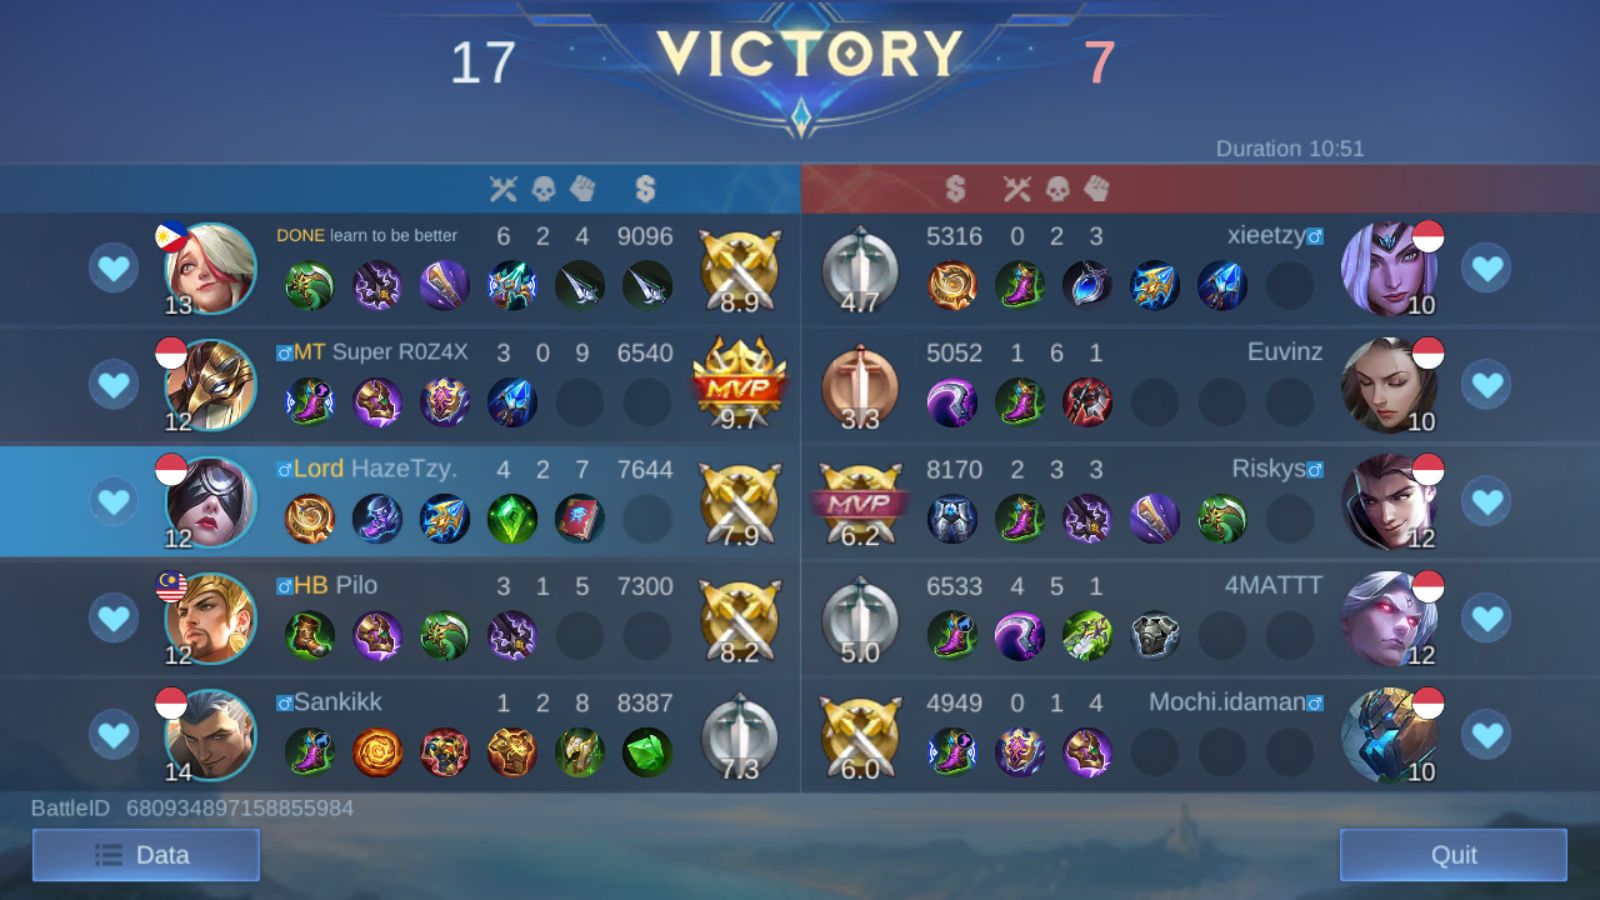 17 VICTORY 7
Duration 10:51
DONE learn to be better 6 2 4 9096
13 8.9
4.7 5316 0 2 3 xieetzy
10
MT Super R0Z4X 3 0 9 6540
12 MVP 9.7
3.3 5052 1 6 1 Euvinz
10
Lord HazeTzy. 4 2 7 7644
12 7.9
MVP 6.2 8170 2 3 3 Riskys
12
HB Pilo 3 1 5 7300
12 8.2
5.0 6533 4 5 1 4MATTT
12
Sankikk 1 2 8 8387
14 7.3
6.0 4949 0 1 4 Mochi.idaman
10
BattleID 680934897158855984
Data Quit